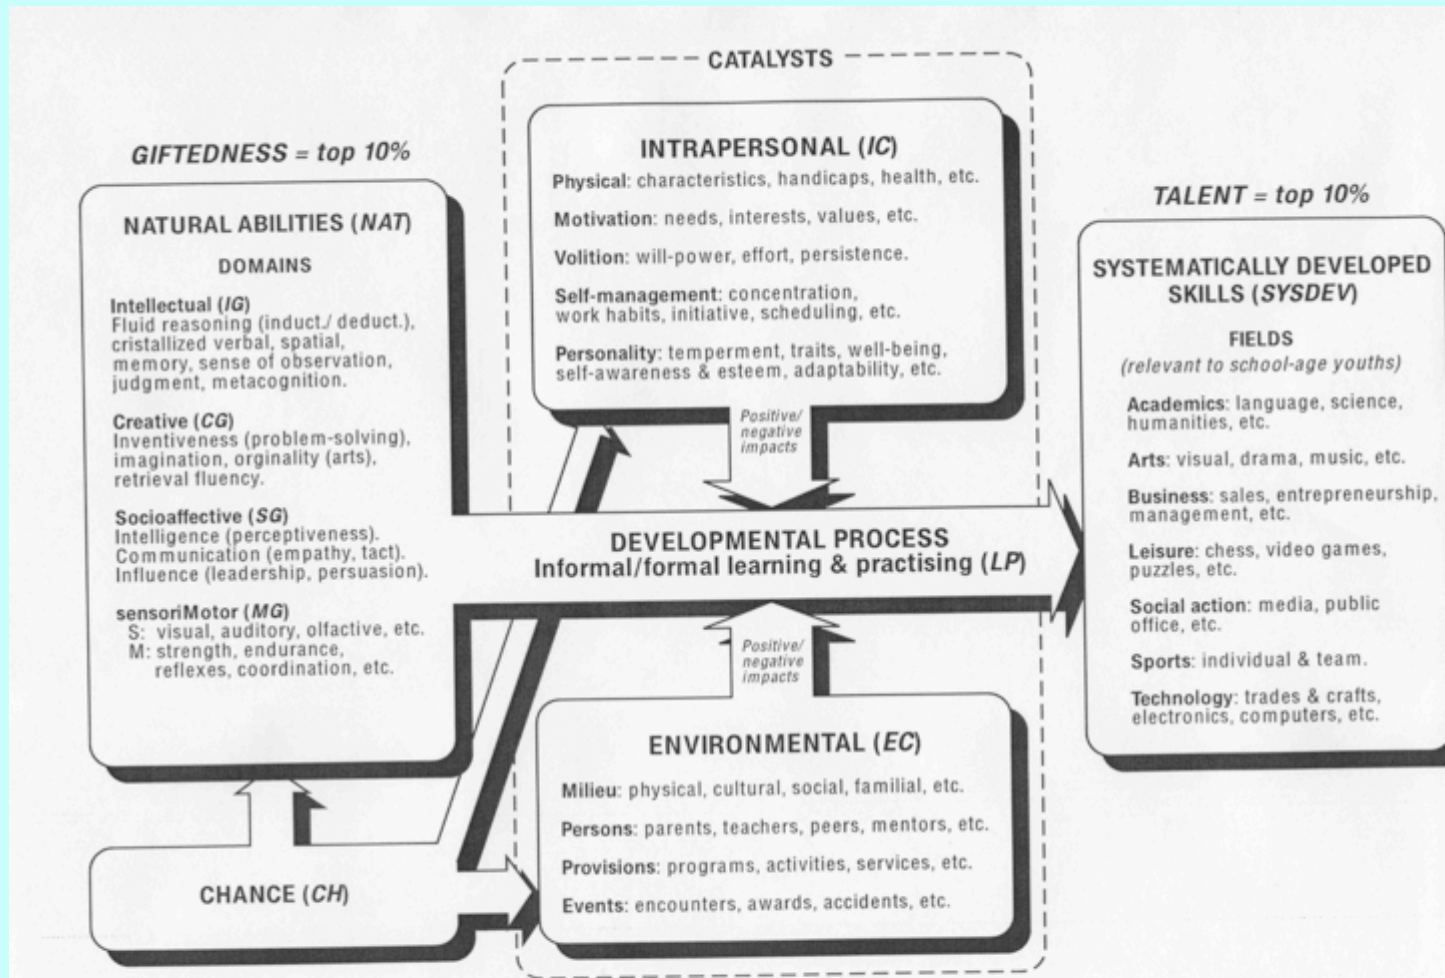 GIFTEDNESS = top 10%
NATURAL ABILITIES (NAT)
DOMAINS
Intellectual (IG)
Fluid reasoning (induct./ deduct.),
cristallized verbal, spatial,
memory, sense of observation,
judgment, metacognition.
Creative (CG)
Inventiveness (problem-solving),
imagination, orginality (arts),
retrieval fluency.
Socioaffective (SG)
Intelligence (perceptiveness).
Communication (empathy, tact).
Influence (leadership, persuasion).
sensoriMotor (MG)
S: visual, auditory, olfactive, etc.
M: strength, endurance,
reflexes, coordination, etc.
CHANCE (CH)
CATALYSTS
INTRAPERSONAL (IC)
Physical: characteristics, handicaps, health, etc.
Motivation: needs, interests, values, etc.
Volition: will-power, effort, persistence.
Self-management: concentration,
work habits, initiative, scheduling, etc.
Personality: temperment, traits, well-being,
self-awareness & esteem, adaptability, etc.
Positive/
negative
impacts
DEVELOPMENTAL PROCESS
Informal/formal learning & practising (LP)
Positive/
negative
impacts
ENVIRONMENTAL (EC)
Milieu: physical, cultural, social, familial, etc.
Persons: parents, teachers, peers, mentors, etc.
Provisions: programs, activities, services, etc.
Events: encounters, awards, accidents, etc.
TALENT = top 10%
SYSTEMATICALLY DEVELOPED
SKILLS (SYSDEV)
FIELDS
(relevant to school-age youths)
Academics: language, science,
humanities, etc.
Arts: visual, drama, music, etc.
Business: sales, entrepreneurship,
management, etc.
Leisure: chess, video games,
puzzles, etc.
Social action: media, public
office, etc.
Sports: individual & team.
Technology: trades & crafts,
electronics, computers, etc.